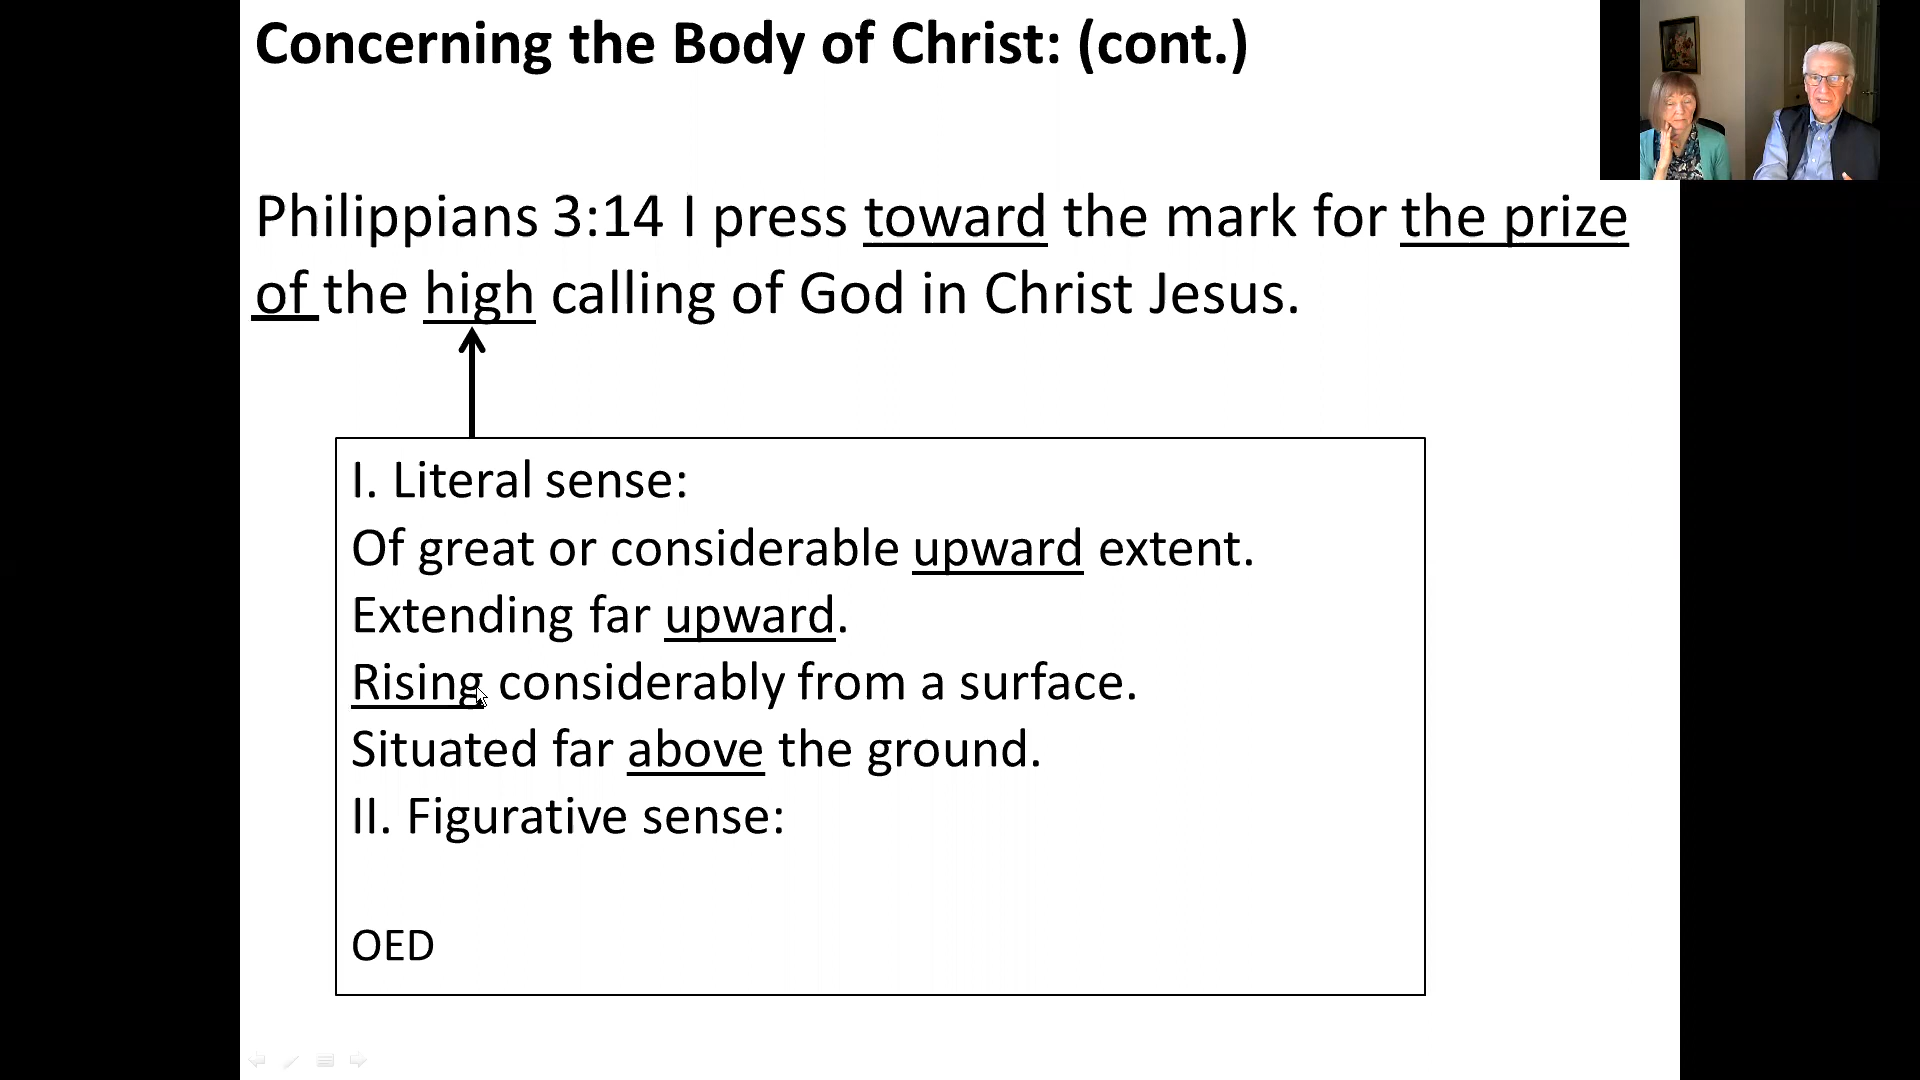 Concerning the Body of Christ: (cont.)
Philippians 3:14 I press toward the mark for the prize
of the high calling of God in Christ Jesus.
I. Literal sense:
Of great or considerable upward extent.
Extending far upward.
Rising considerably from a surface.
Situated far above the ground.
II. Figurative sense:
OED